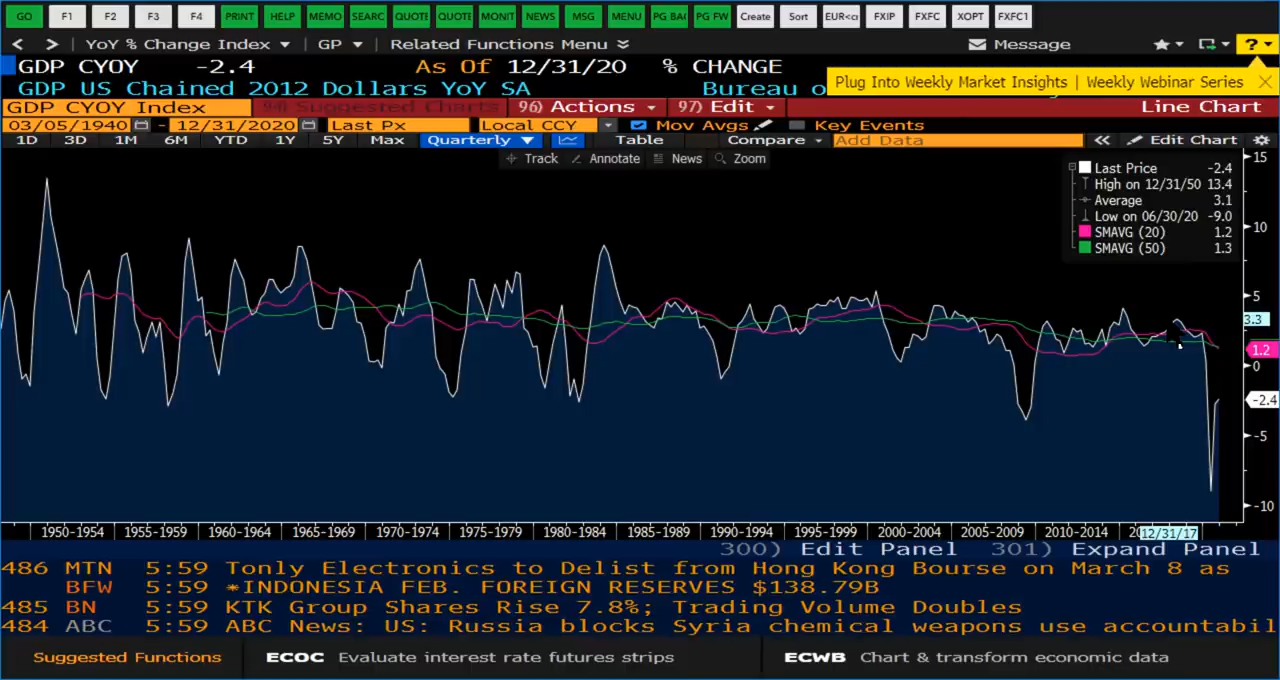 GO F1 F2 F3 F4 PRINT HELP MEMO SEARC QUOTE QUOTE MONIT NEWS MSG MENU PG BAC PG FW Create Sort EUR<cr FXIP FXFC XOPT FXFC1
< > YoY % Change Index GP Related Functions Menu Message ?
GDP CYOY -2.4 As Of 12/31/20 % CHANGE
Plug Into Weekly Market Insights | Weekly Webinar Series
GDP US Chained 2012 Dollars YoY SA Bureau o
GDP CYOY Index 94) Suggested Charts 96) Actions 97) Edit Line Chart
03/05/1940 - 12/31/2020 Last Px Local CCY Mov Avgs Key Events
1D 3D 1M 6M YTD 1Y 5Y Max Quarterly Table Compare Add Data << Edit Chart
Track Annotate News Zoom
Last Price -2.4
High on 12/31/50 13.4
Average 3.1
Low on 06/30/20 -9.0
SMAVG (20) 1.2
SMAVG (50) 1.3
15
10
5
3.3
1.2
0
-2.4
-5
-10
1950-1954 1955-1959 1960-1964 1965-1969 1970-1974 1975-1979 1980-1984 1985-1989 1990-1994 1995-1999 2000-2004 2005-2009 2010-2014 12/31/17
300) Edit Panel 301) Expand Panel
486 MTN 5:59 Tonly Electronics to Delist from Hong Kong Bourse on March 8 as
BFW 5:59 *INDONESIA FEB. FOREIGN RESERVES $138.79B
485 BN 5:59 KTK Group Shares Rise 7.8%; Trading Volume Doubles
484 ABC 5:59 ABC News: US: Russia blocks Syria chemical weapons use accountabil
Suggested Functions ECOC Evaluate interest rate futures strips ECWB Chart & transform economic data